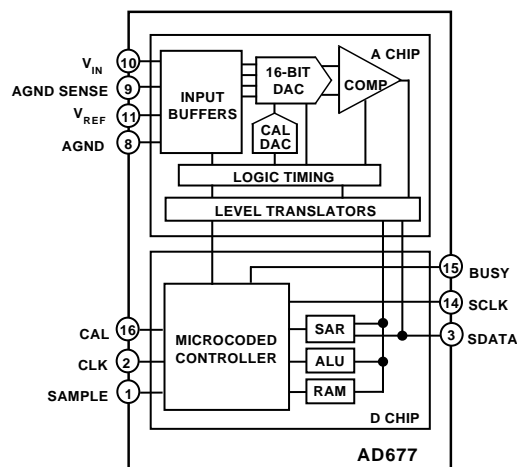 A CHIP
10
V_IN
9
AGND SENSE
11
V_REF
8
AGND
INPUT
BUFFERS
16-BIT
DAC
COMP
CAL
DAC
LOGIC TIMING
LEVEL TRANSLATORS
15
BUSY
14
SCLK
3
SDATA
16
CAL
2
CLK
1
SAMPLE
MICROCODED
CONTROLLER
SAR
ALU
RAM
D CHIP
AD677